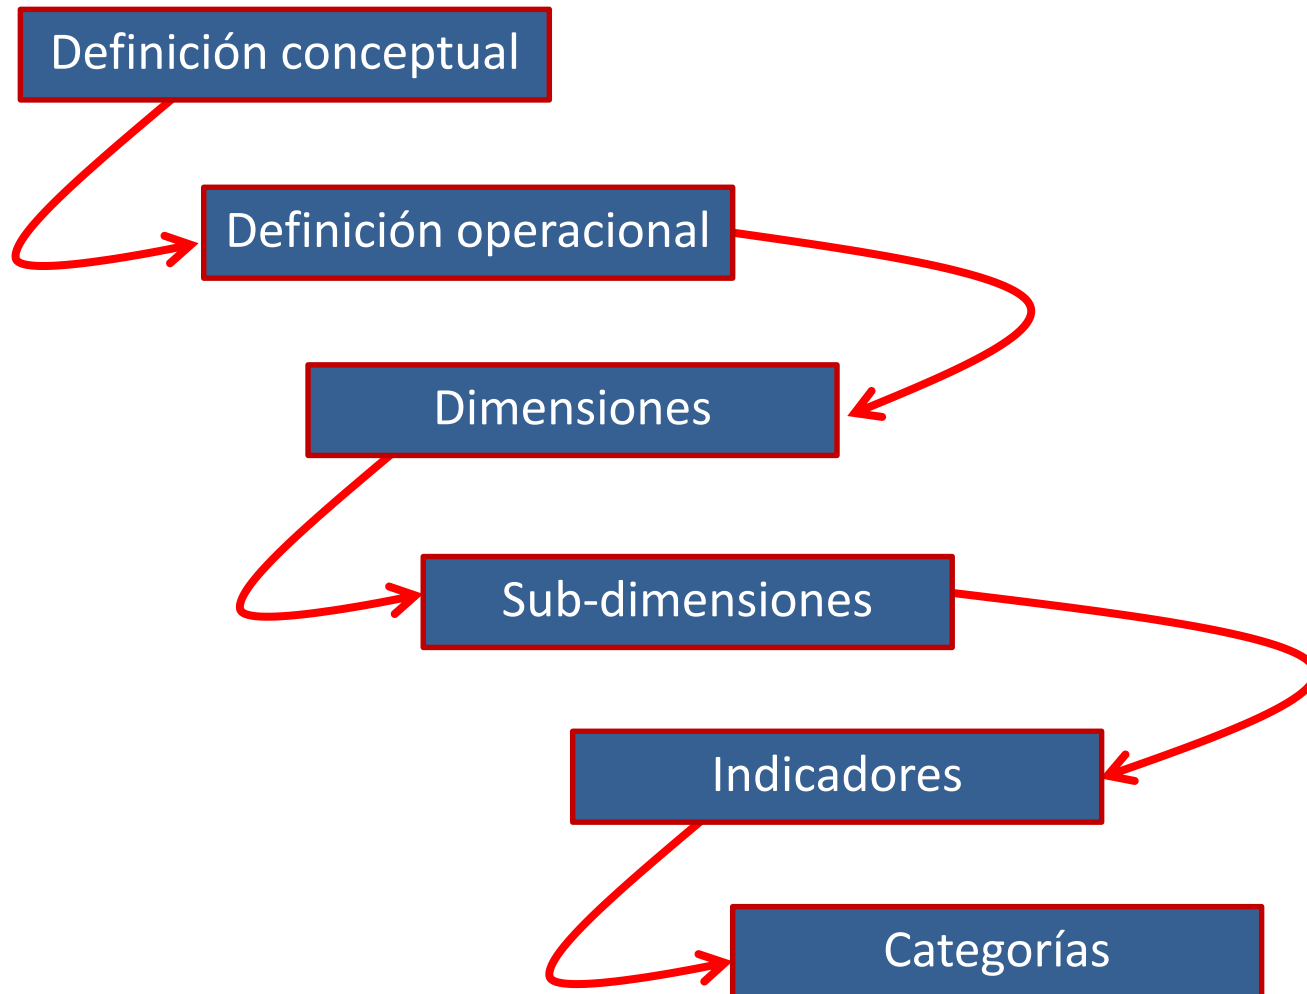 Definición conceptual
Definición operacional
Dimensiones
Sub-dimensiones
Indicadores
Categorías